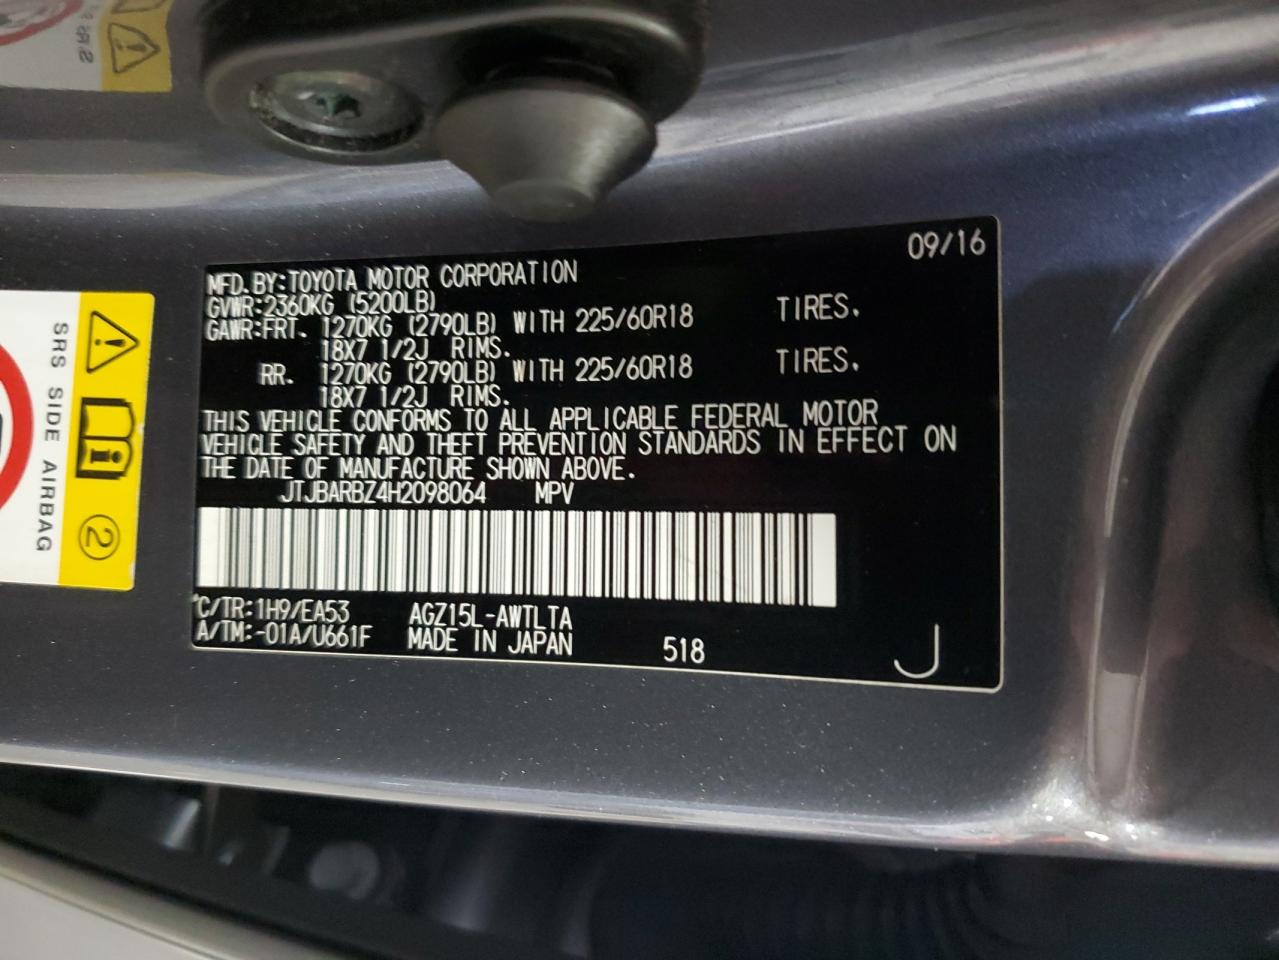 09/16
MFD.BY:TOYOTA MOTOR CORPORATION
GVWR:2360KG (5200LB)
GAWR:FRT. 1270KG (2790LB) WITH 225/60R18 TIRES.
18X7 1/2J RIMS.
RR. 1270KG (2790LB) WITH 225/60R18 TIRES.
18X7 1/2J RIMS.
THIS VEHICLE CONFORMS TO ALL APPLICABLE FEDERAL MOTOR
VEHICLE SAFETY AND THEFT PREVENTION STANDARDS IN EFFECT ON
THE DATE OF MANUFACTURE SHOWN ABOVE.
JTJBARBZ4H2098064 MPV
C/TR:1H9/EA53 AGZ15L-AWTLTA
A/TM:-01A/U661F MADE IN JAPAN 518 J
SRS SIDE AIRBAG
2